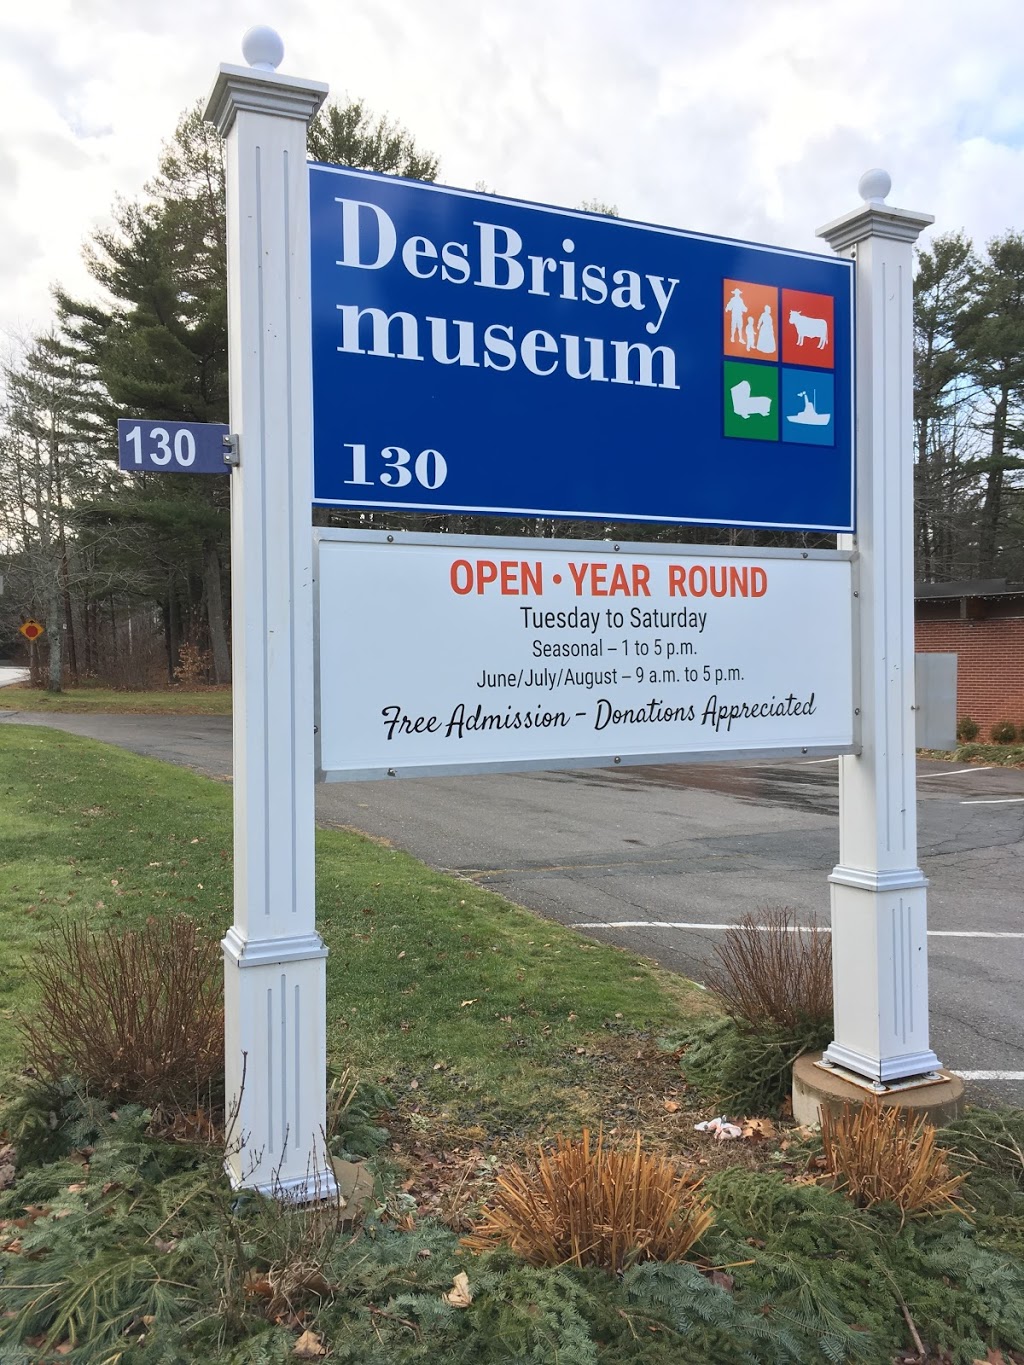 DesBrisay
museum
130
130
OPEN • YEAR ROUND
Tuesday to Saturday
Seasonal – 1 to 5 p.m.
June/July/August – 9 a.m. to 5 p.m.
Free Admission – Donations Appreciated